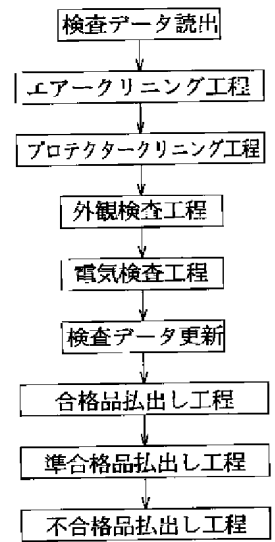 検査データ読出
エアークリニング工程
プロテクタークリニング工程
外観検査工程
電気検査工程
検査データ更新
合格品払出し工程
準合格品払出し工程
不合格品払出し工程